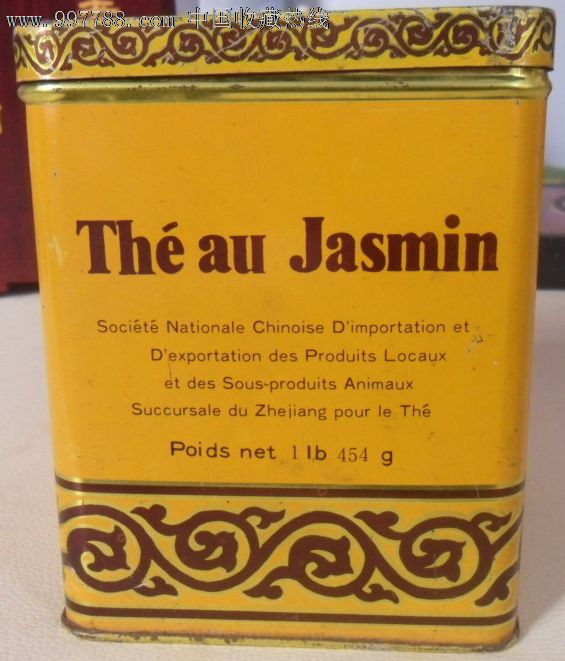 www.997788.com 中国收藏热线
Thé au Jasmin
Société Nationale Chinoise D'importation et
D'exportation des Produits Locaux
et des Sous-produits Animaux
Succursale du Zhejiang pour le Thé
Poids net 1 lb 454 g